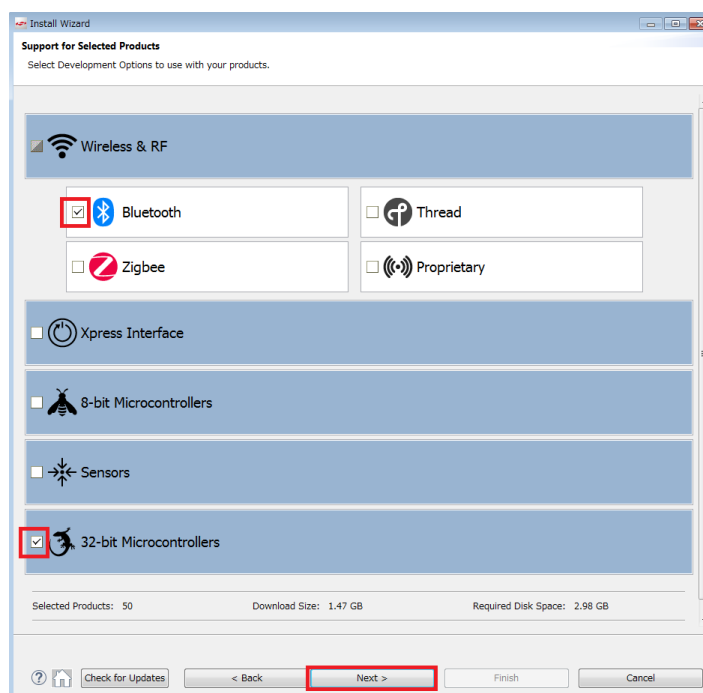 Install Wizard
Support for Selected Products
Select Development Options to use with your products.
Wireless & RF
Bluetooth
Thread
Zigbee
Proprietary
Xpress Interface
8-bit Microcontrollers
Sensors
32-bit Microcontrollers
Selected Products: 50 Download Size: 1.47 GB Required Disk Space: 2.98 GB
? Check for Updates < Back Next > Finish Cancel